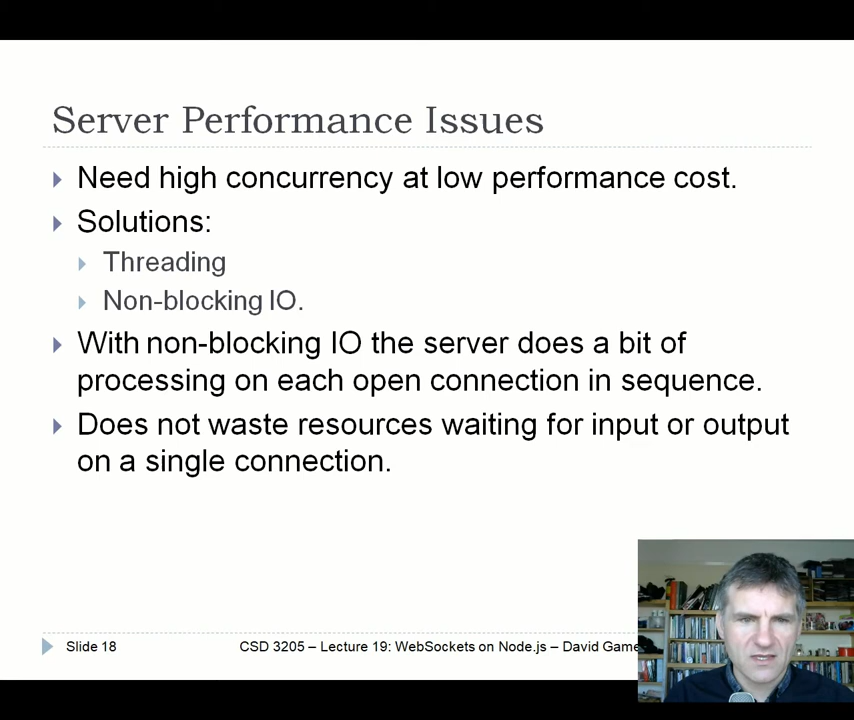 Server Performance Issues
Need high concurrency at low performance cost.
Solutions:
Threading
Non-blocking IO.
With non-blocking IO the server does a bit of
processing on each open connection in sequence.
Does not waste resources waiting for input or output
on a single connection.
Slide 18
CSD 3205 – Lecture 19: WebSockets on Node.js – David Game